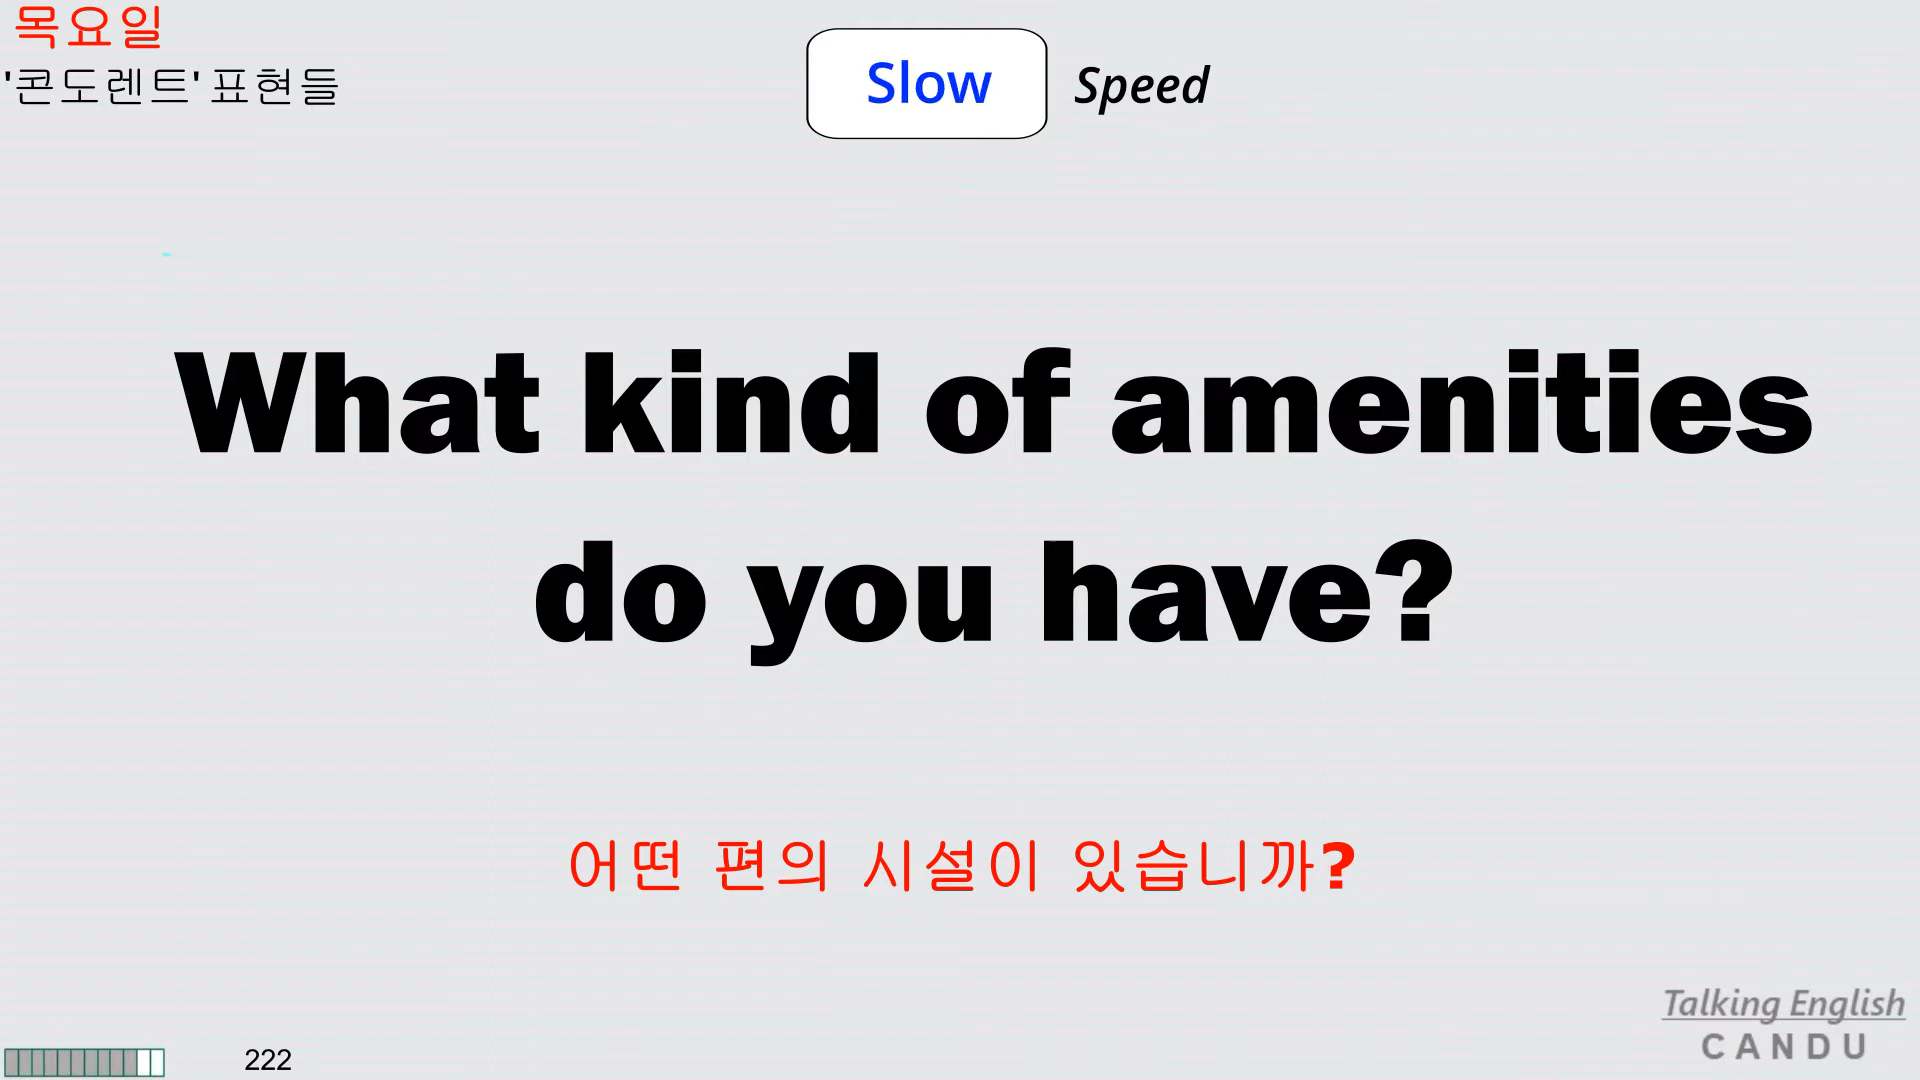 목요일
'콘도렌트' 표현들
Slow Speed
What kind of amenities
do you have?
어떤 편의 시설이 있습니까?
Talking English
CANDU
222